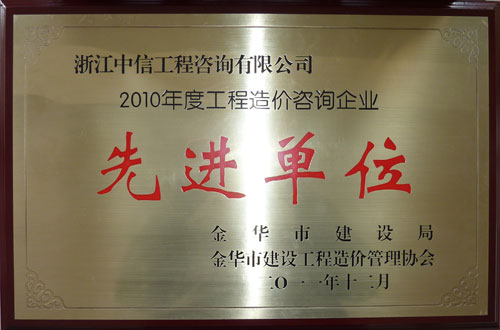 浙江中信工程咨询有限公司
2010年度工程造价咨询企业
先进单位
金华市建设局
金华市建设工程造价管理协会
二〇一一年十二月